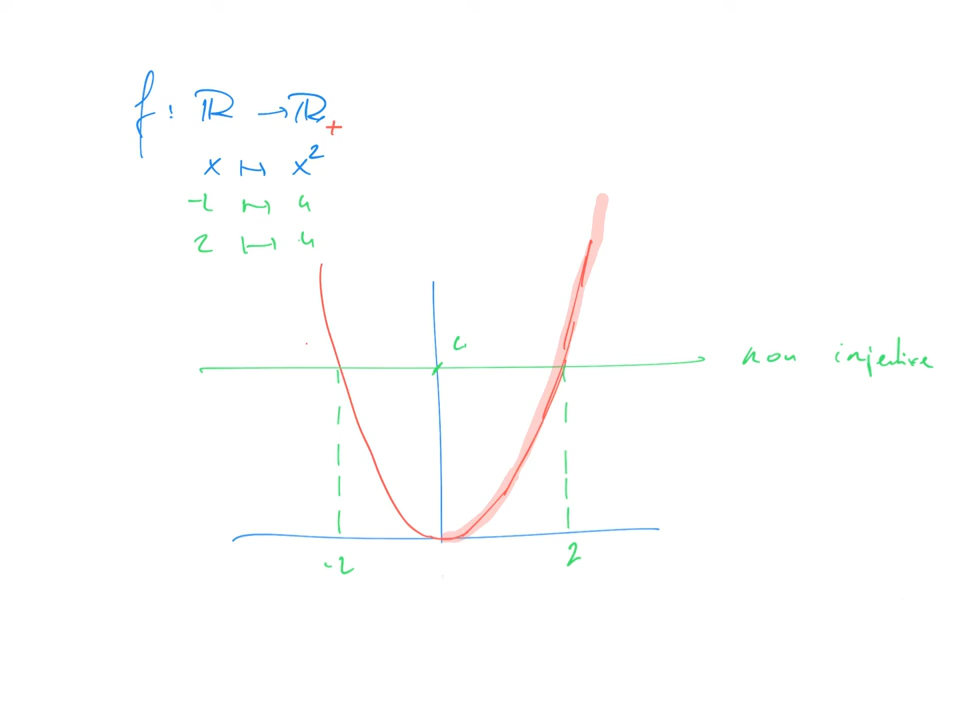 f : ℝ → ℝ₊
x ↦ x²
-2 ↦ 4
2 ↦ 4
4
non injective
-2
2